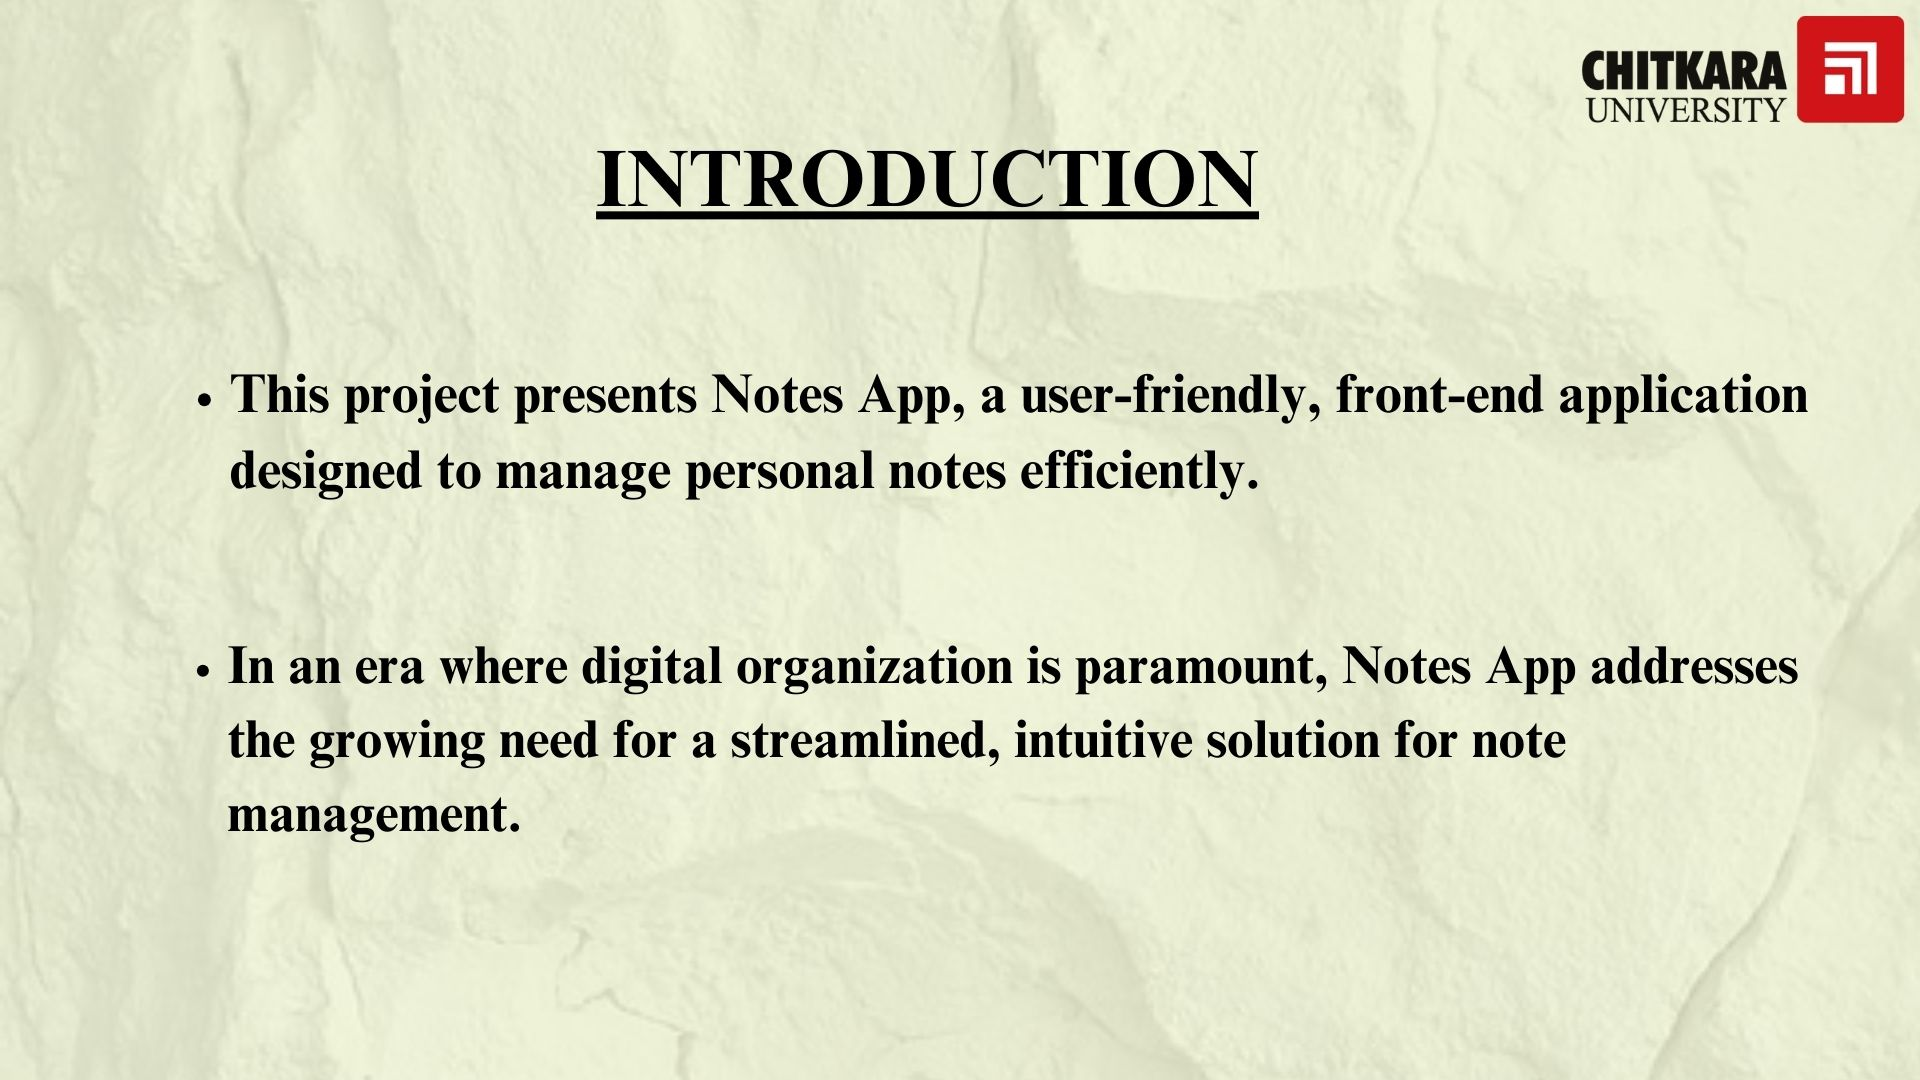 CHITKARA
UNIVERSITY
INTRODUCTION
• This project presents Notes App, a user-friendly, front-end application
designed to manage personal notes efficiently.
• In an era where digital organization is paramount, Notes App addresses
the growing need for a streamlined, intuitive solution for note
management.